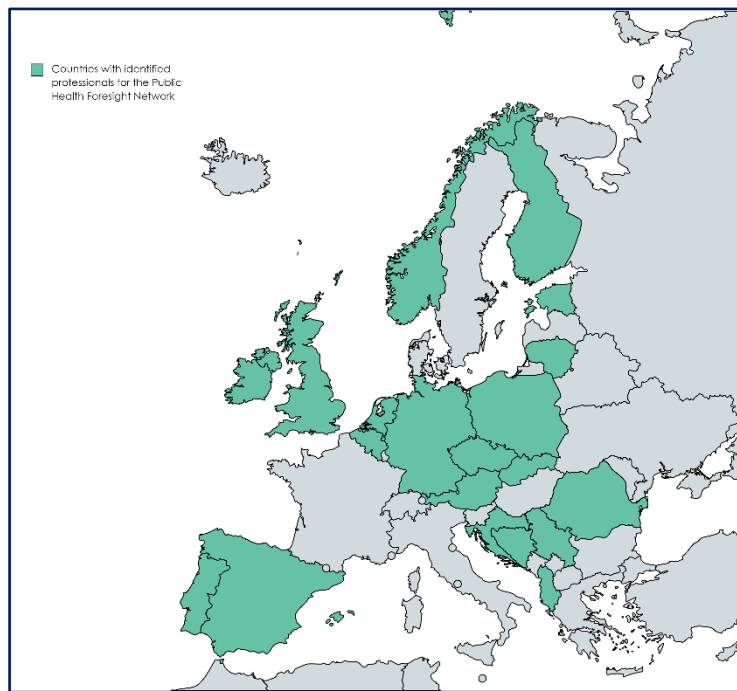 Countries with identified
professionals for the Public
Health Foresight Network